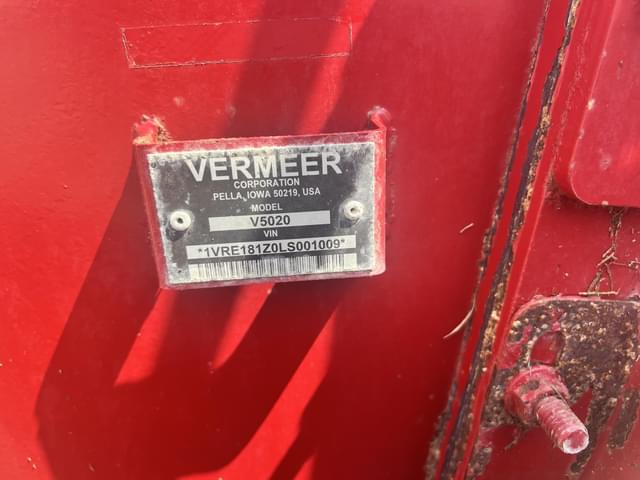 VERMEER
CORPORATION
PELLA, IOWA 50219, USA
MODEL
V5020
VIN
*1VRE181Z0LS001009*